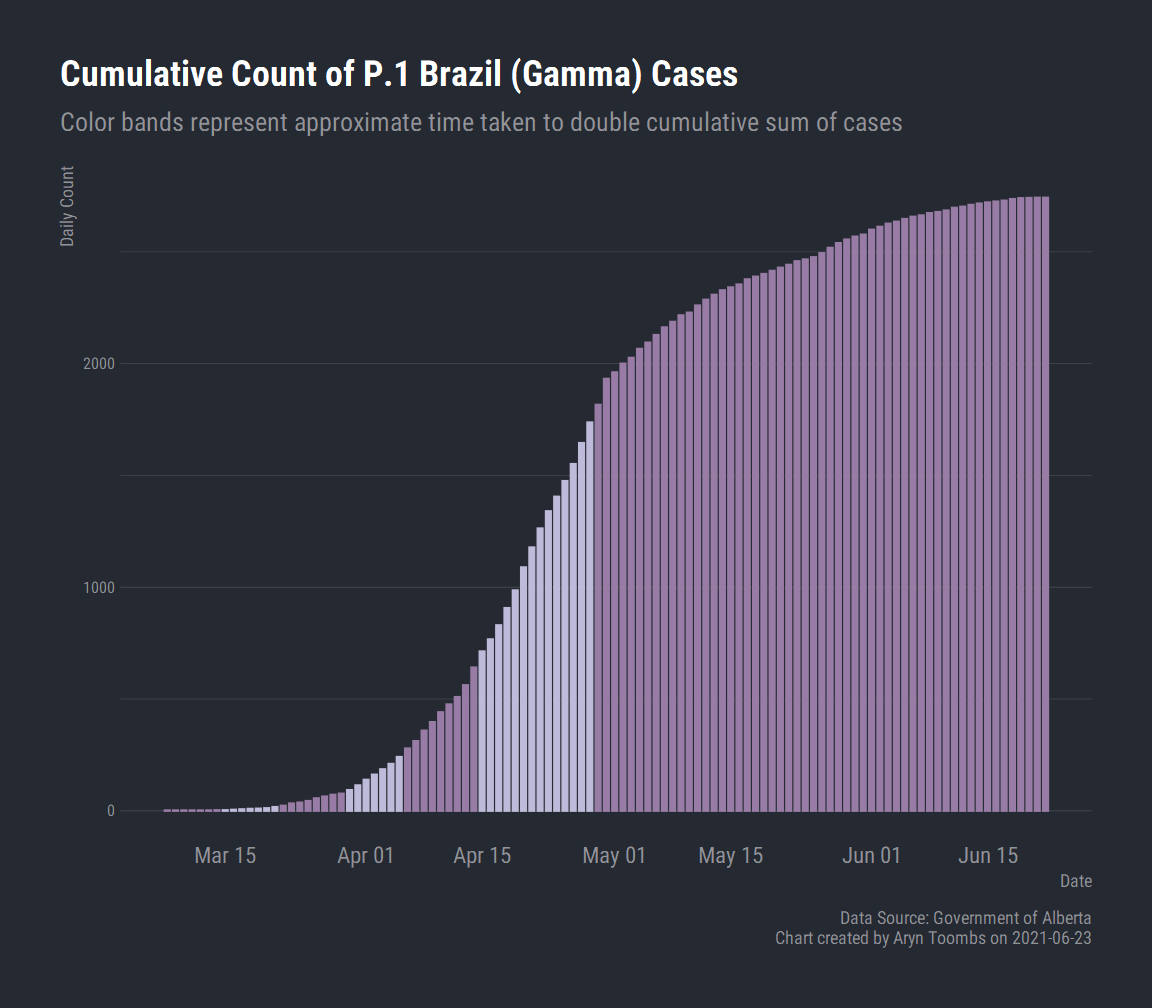 Cumulative Count of P.1 Brazil (Gamma) Cases
Color bands represent approximate time taken to double cumulative sum of cases
Daily Count
2000
1000
0
Mar 15
Apr 01
Apr 15
May 01
May 15
Jun 01
Jun 15
Date
Data Source: Government of Alberta
Chart created by Aryn Toombs on 2021-06-23